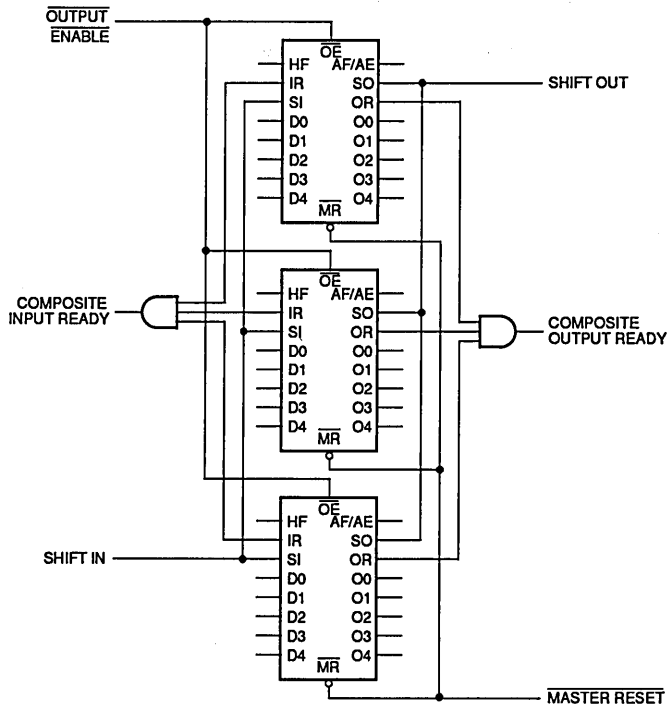 OUTPUT
ENABLE
OE
HF AF/AE
IR SO
SHIFT OUT
SI OR
D0 O0
D1 O1
D2 O2
D3 O3
D4 O4
MR
OE
HF AF/AE
COMPOSITE
INPUT READY
IR SO
SI OR
COMPOSITE
OUTPUT READY
D0 O0
D1 O1
D2 O2
D3 O3
D4 O4
MR
OE
HF AF/AE
IR SO
SHIFT IN
SI OR
D0 O0
D1 O1
D2 O2
D3 O3
D4 O4
MR
MASTER RESET